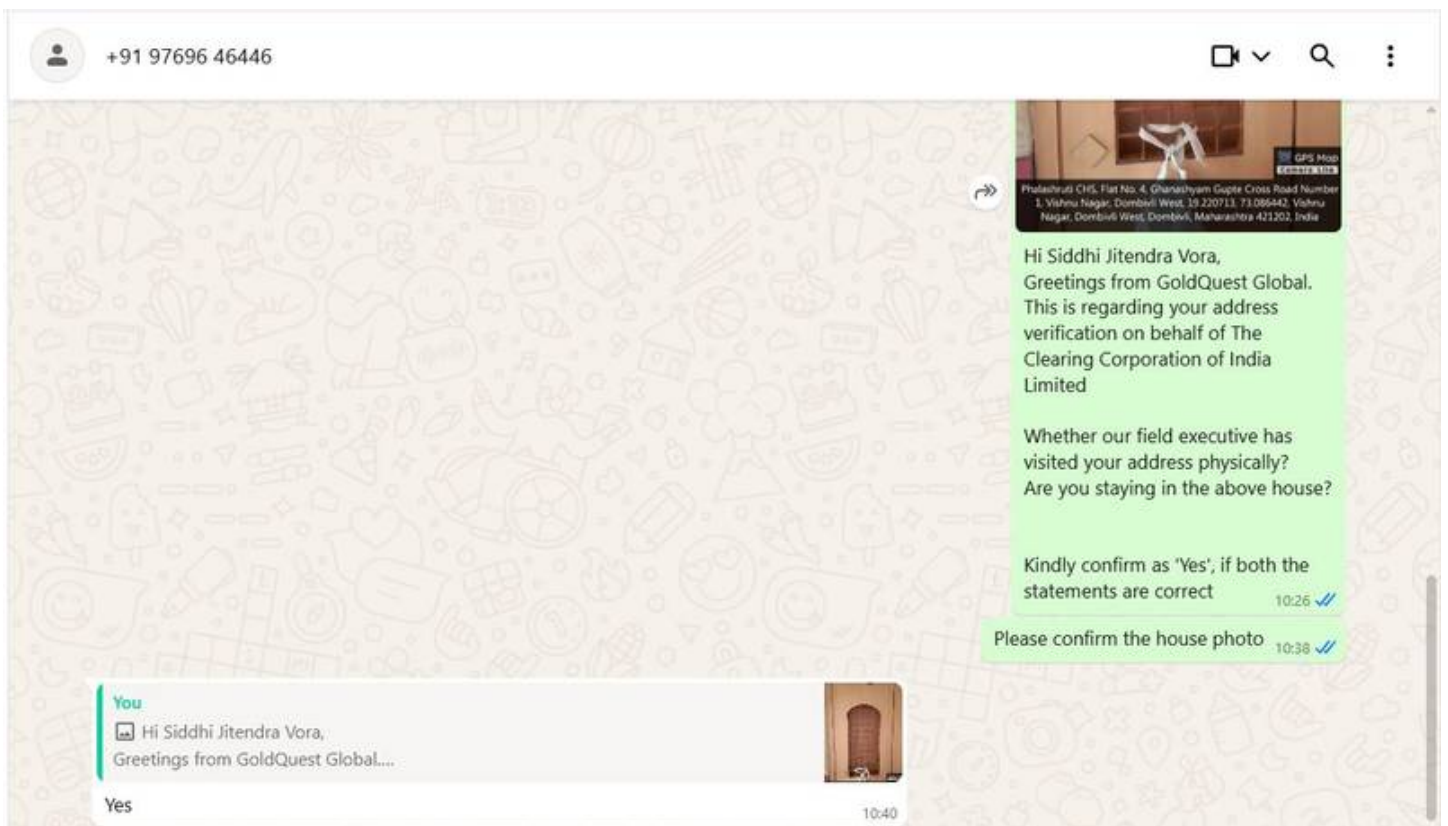 +91 97696 46446
GPS Map
Camera Lite
Phalashruti CHS, Flat No. 4, Ghanashyam Gupte Cross Road Number
1, Vishnu Nagar, Dombivli West, 19.220713, 73.086442, Vishnu
Nagar, Dombivli West, Dombivli, Maharashtra 421202, India
Hi Siddhi Jitendra Vora,
Greetings from GoldQuest Global.
This is regarding your address
verification on behalf of The
Clearing Corporation of India
Limited
Whether our field executive has
visited your address physically?
Are you staying in the above house?
Kindly confirm as 'Yes', if both the
statements are correct
10:26
Please confirm the house photo 10:38
You
Hi Siddhi Jitendra Vora,
Greetings from GoldQuest Global....
Yes
10:40